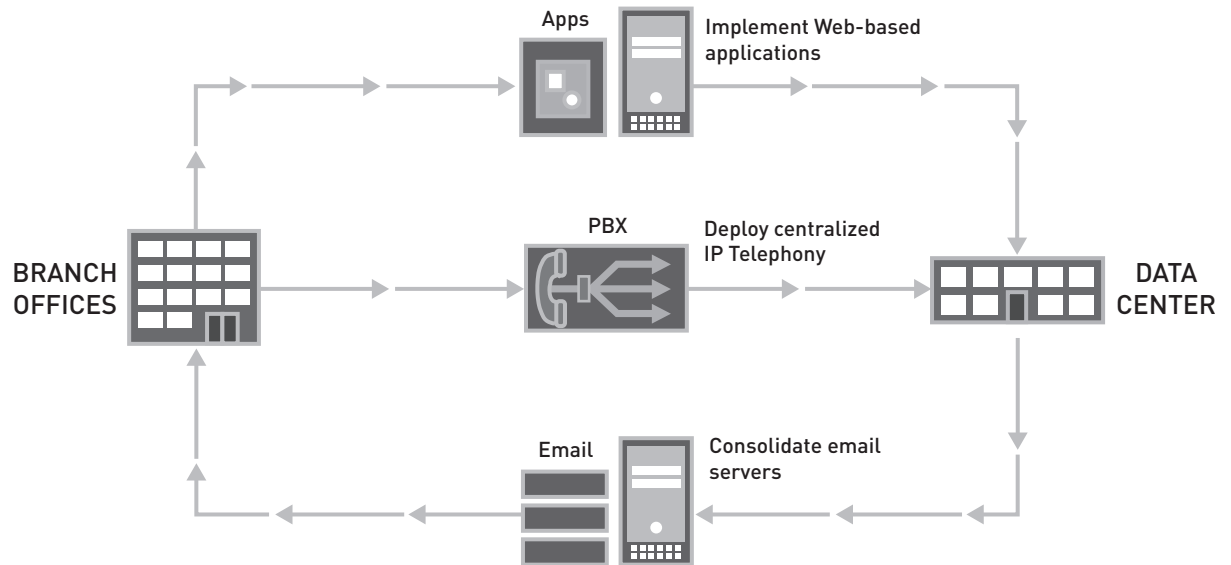 Apps
Implement Web-based
applications
BRANCH
OFFICES
PBX
Deploy centralized
IP Telephony
DATA
CENTER
Email
Consolidate email
servers